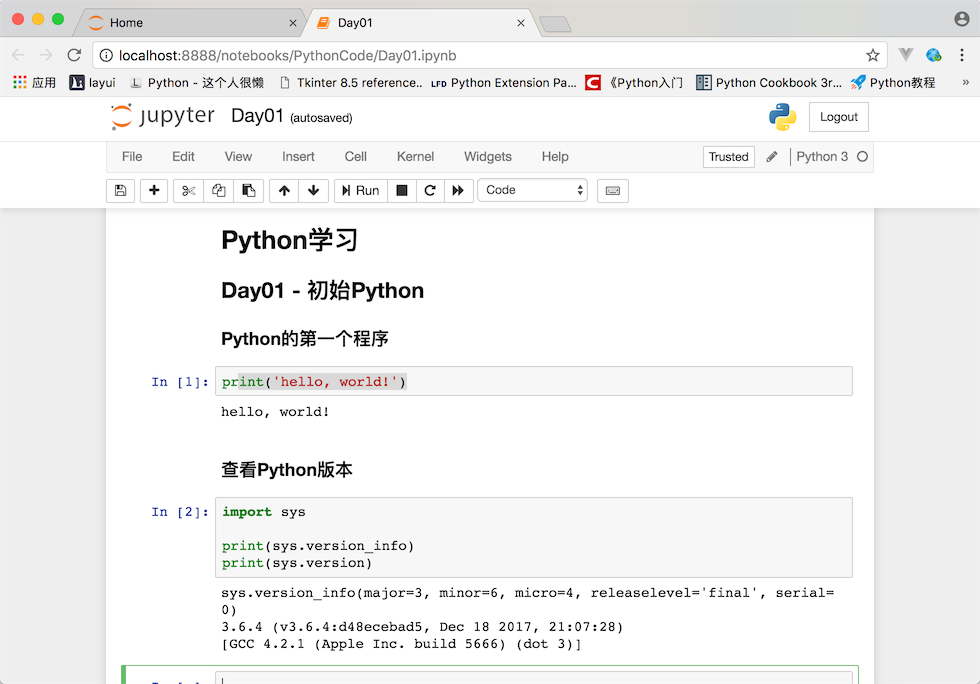 Home
Day01
localhost:8888/notebooks/PythonCode/Day01.ipynb
应用 layui Python - 这个人很懒 Tkinter 8.5 reference... LFD Python Extension Pa... 《Python入门 Python Cookbook 3r... Python教程 »
jupyter Day01 (autosaved) Logout
File Edit View Insert Cell Kernel Widgets Help Trusted Python 3
Run Code
Python学习
Day01 - 初始Python
Python的第一个程序
In [1]: print('hello, world!')
hello, world!
查看Python版本
In [2]: import sys
print(sys.version_info)
print(sys.version)
sys.version_info(major=3, minor=6, micro=4, releaselevel='final', serial=
0)
3.6.4 (v3.6.4:d48ecebad5, Dec 18 2017, 21:07:28)
[GCC 4.2.1 (Apple Inc. build 5666) (dot 3)]